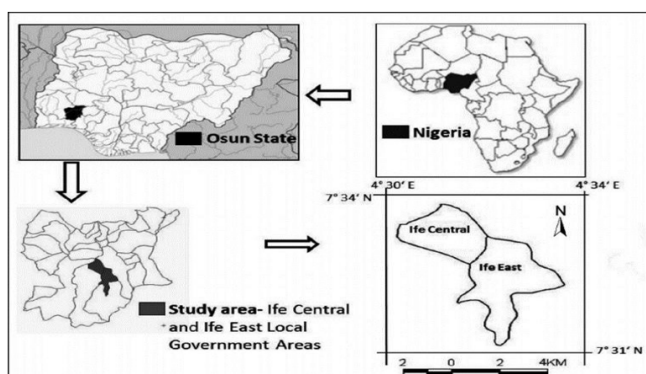 Osun State
Nigeria
4° 30' E
4° 34' E
7° 34' N
N
Ife Central
Ife East
Study area- Ife Central
and Ife East Local
Government Areas
7° 31' N
2 0 2 4KM